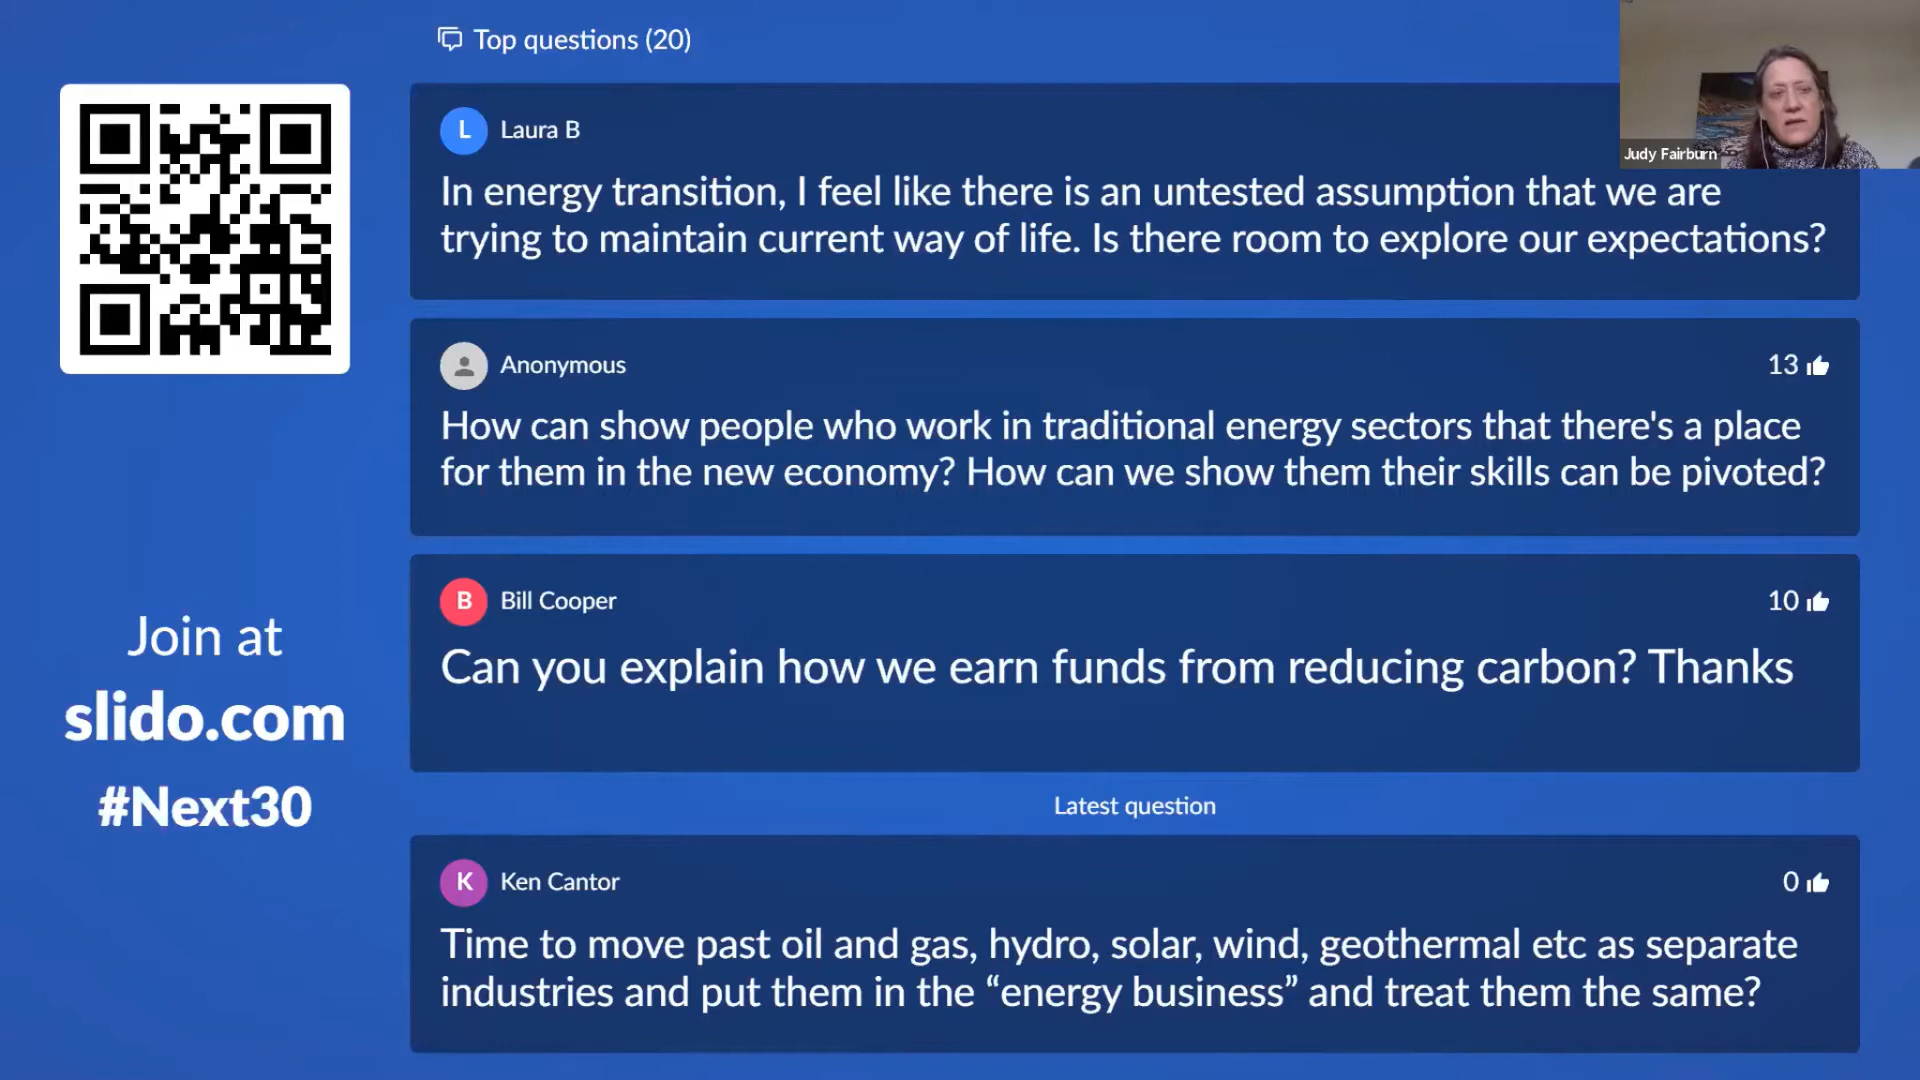 Top questions (20)
Judy Fairburn
L
Laura B
In energy transition, I feel like there is an untested assumption that we are
trying to maintain current way of life. Is there room to explore our expectations?
Anonymous
13
How can show people who work in traditional energy sectors that there's a place
for them in the new economy? How can we show them their skills can be pivoted?
B
Bill Cooper
10
Can you explain how we earn funds from reducing carbon? Thanks
Join at
slido.com
#Next30
Latest question
K
Ken Cantor
0
Time to move past oil and gas, hydro, solar, wind, geothermal etc as separate
industries and put them in the “energy business” and treat them the same?